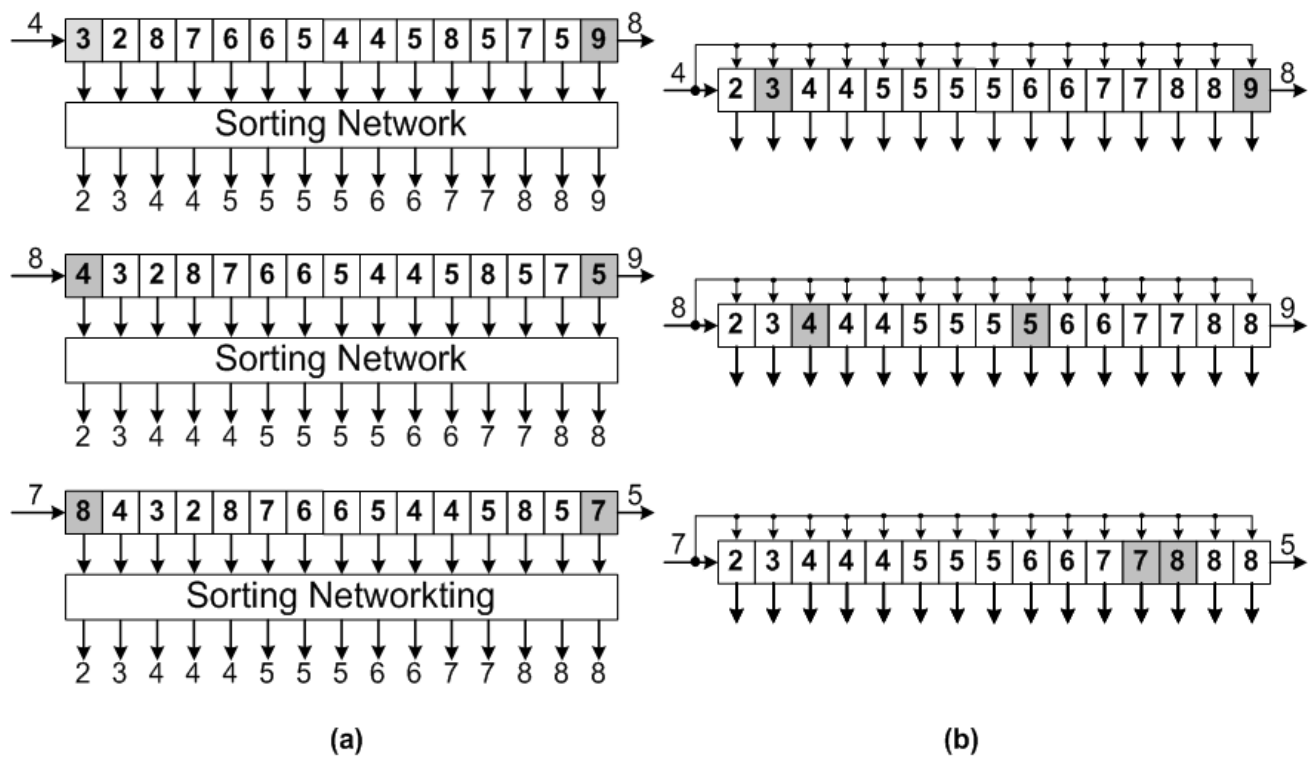 4 3 2 8 7 6 6 5 4 4 5 8 5 7 5 9 8
Sorting Network
2 3 4 4 5 5 5 5 6 6 7 7 8 8 9
8 4 3 2 8 7 6 6 5 4 4 5 8 5 7 5 9
Sorting Network
2 3 4 4 4 5 5 5 5 6 6 7 7 8 8
7 8 4 3 2 8 7 6 6 5 4 4 5 8 5 7 5
Sorting Networkting
2 3 4 4 4 5 5 5 6 6 7 7 8 8 8
(a)
4 2 3 4 4 5 5 5 5 6 6 7 7 8 8 9 8
8 2 3 4 4 4 5 5 5 5 6 6 7 7 8 8 9
7 2 3 4 4 4 5 5 5 6 6 7 7 8 8 8 5
(b)